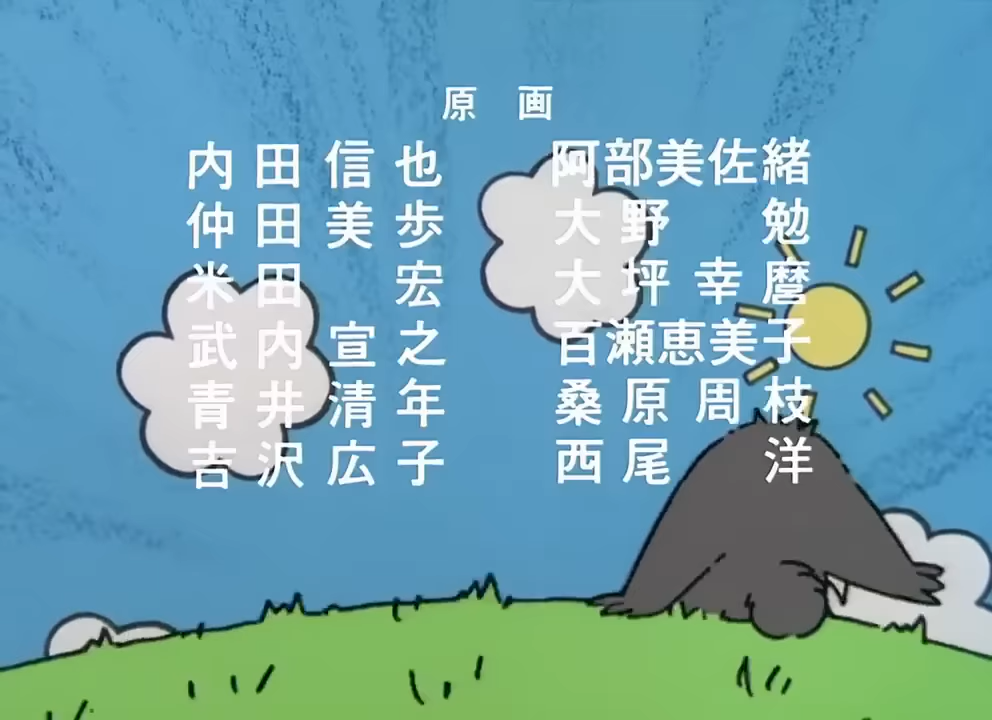 原画
内田信也 阿部美佐緒
仲田美歩 大野勉
米田宏 大坪幸麿
武内宣之 百瀬恵美子
青井清年 桑原周枝
吉沢広子 西尾洋